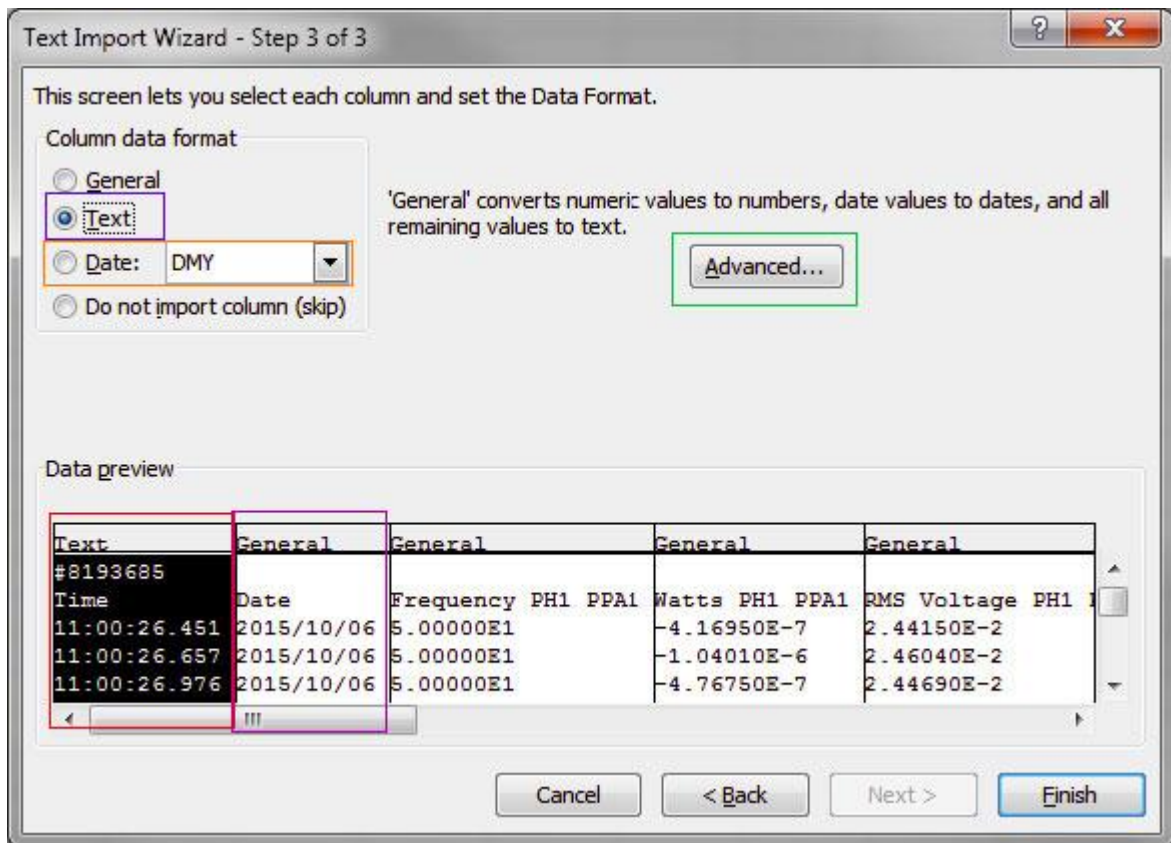 Text Import Wizard - Step 3 of 3
This screen lets you select each column and set the Data Format.
Column data format
General
Text
Date: DMY
Do not import column (skip)
'General' converts numeric values to numbers, date values to dates, and all
remaining values to text.
Advanced...
Data preview
Text General General General General
#8193685
Time Date Frequency PH1 PPA1 Watts PH1 PPA1 RMS Voltage PH1
11:00:26.451 2015/10/06 5.00000E1 -4.16950E-7 2.44150E-2
11:00:26.657 2015/10/06 5.00000E1 -1.04010E-6 2.46040E-2
11:00:26.976 2015/10/06 5.00000E1 -4.76750E-7 2.44690E-2
Cancel < Back Next > Finish